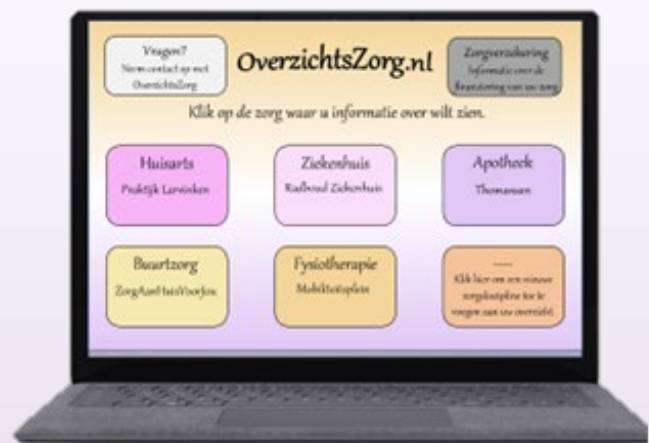 Vragen?
Neem contact op met
OverzichtsZorg
OverzichtsZorg.nl
Zorgverzekering
Informatie over de
financiering van uw zorg
Klik op de zorg waar u informatie over wilt zien.
Huisarts
Praktijk
Ziekenhuis
Radboud Ziekenhuis
Apotheek
Thomassen
Buurtzorg
ZorgAanHuisVoorJou
Fysiotherapie
Mobiliteitsplein
......
Klik hier om een nieuwe
zorgdiscipline toe te
voegen aan uw overzicht.